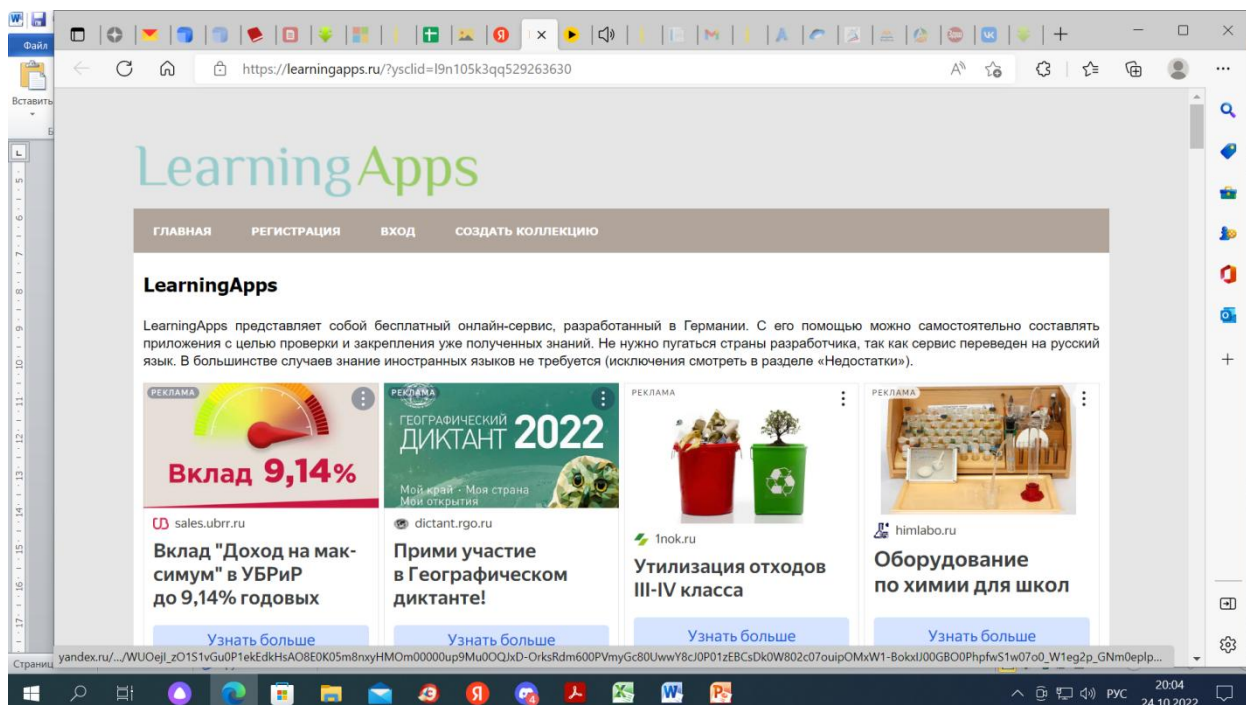 Файл
Вставить
https://learningapps.ru/?ysclid=l9n105k3qq529263630
LearningApps
ГЛАВНАЯ РЕГИСТРАЦИЯ ВХОД СОЗДАТЬ КОЛЛЕКЦИЮ
LearningApps
LearningApps представляет собой бесплатный онлайн-сервис, разработанный в Германии. С его помощью можно самостоятельно составлять
приложения с целью проверки и закрепления уже полученных знаний. Не нужно пугаться страны разработчика, так как сервис переведен на русский
язык. В большинстве случаев знание иностранных языков не требуется (исключения смотреть в разделе «Недостатки»).
РЕКЛАМА
Вклад 9,14%
sales.ubrr.ru
Вклад "Доход на мак-
симум" в УБРиР
до 9,14% годовых
Узнать больше
РЕКЛАМА
ГЕОГРАФИЧЕСКИЙ
ДИКТАНТ 2022
Мой край · Моя страна
Мои открытия
dictant.rgo.ru
Прими участие
в Географическом
диктанте!
Узнать больше
РЕКЛАМА
1nok.ru
Утилизация отходов
III-IV класса
Узнать больше
РЕКЛАМА
himlabo.ru
Оборудование
по химии для школ
Узнать больше
Страниц
РУС
20:04
24.10.2022